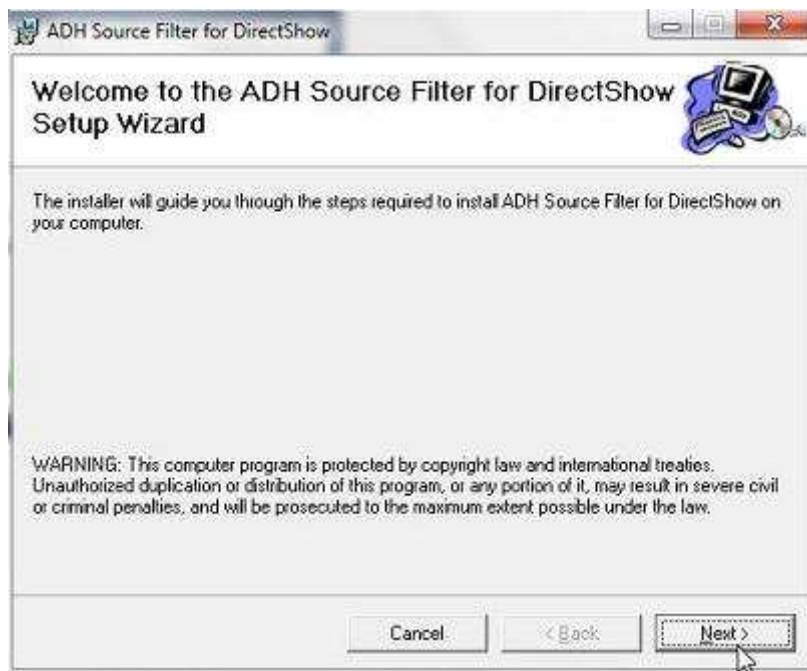 ADH Source Filter for DirectShow
Welcome to the ADH Source Filter for DirectShow
Setup Wizard
The installer will guide you through the steps required to install ADH Source Filter for DirectShow on
your computer.
WARNING: This computer program is protected by copyright law and international treaties.
Unauthorized duplication or distribution of this program, or any portion of it, may result in severe civil
or criminal penalties, and will be prosecuted to the maximum extent possible under the law.
Cancel < Back Next >